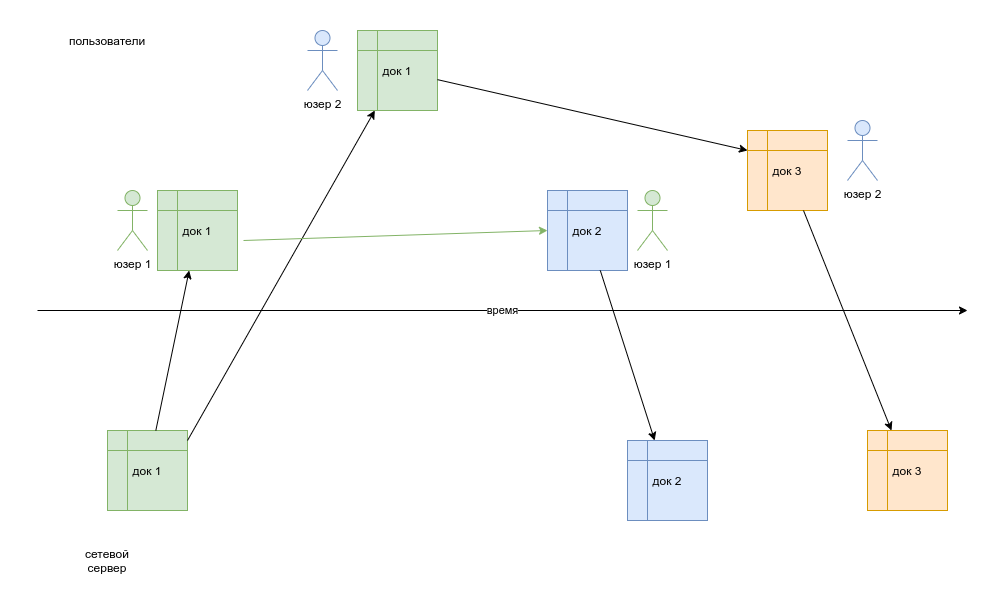 пользователи
док 1
юзер 2
док 3
юзер 2
док 1
юзер 1
док 2
юзер 1
время
док 1
док 2
док 3
сетевой
сервер